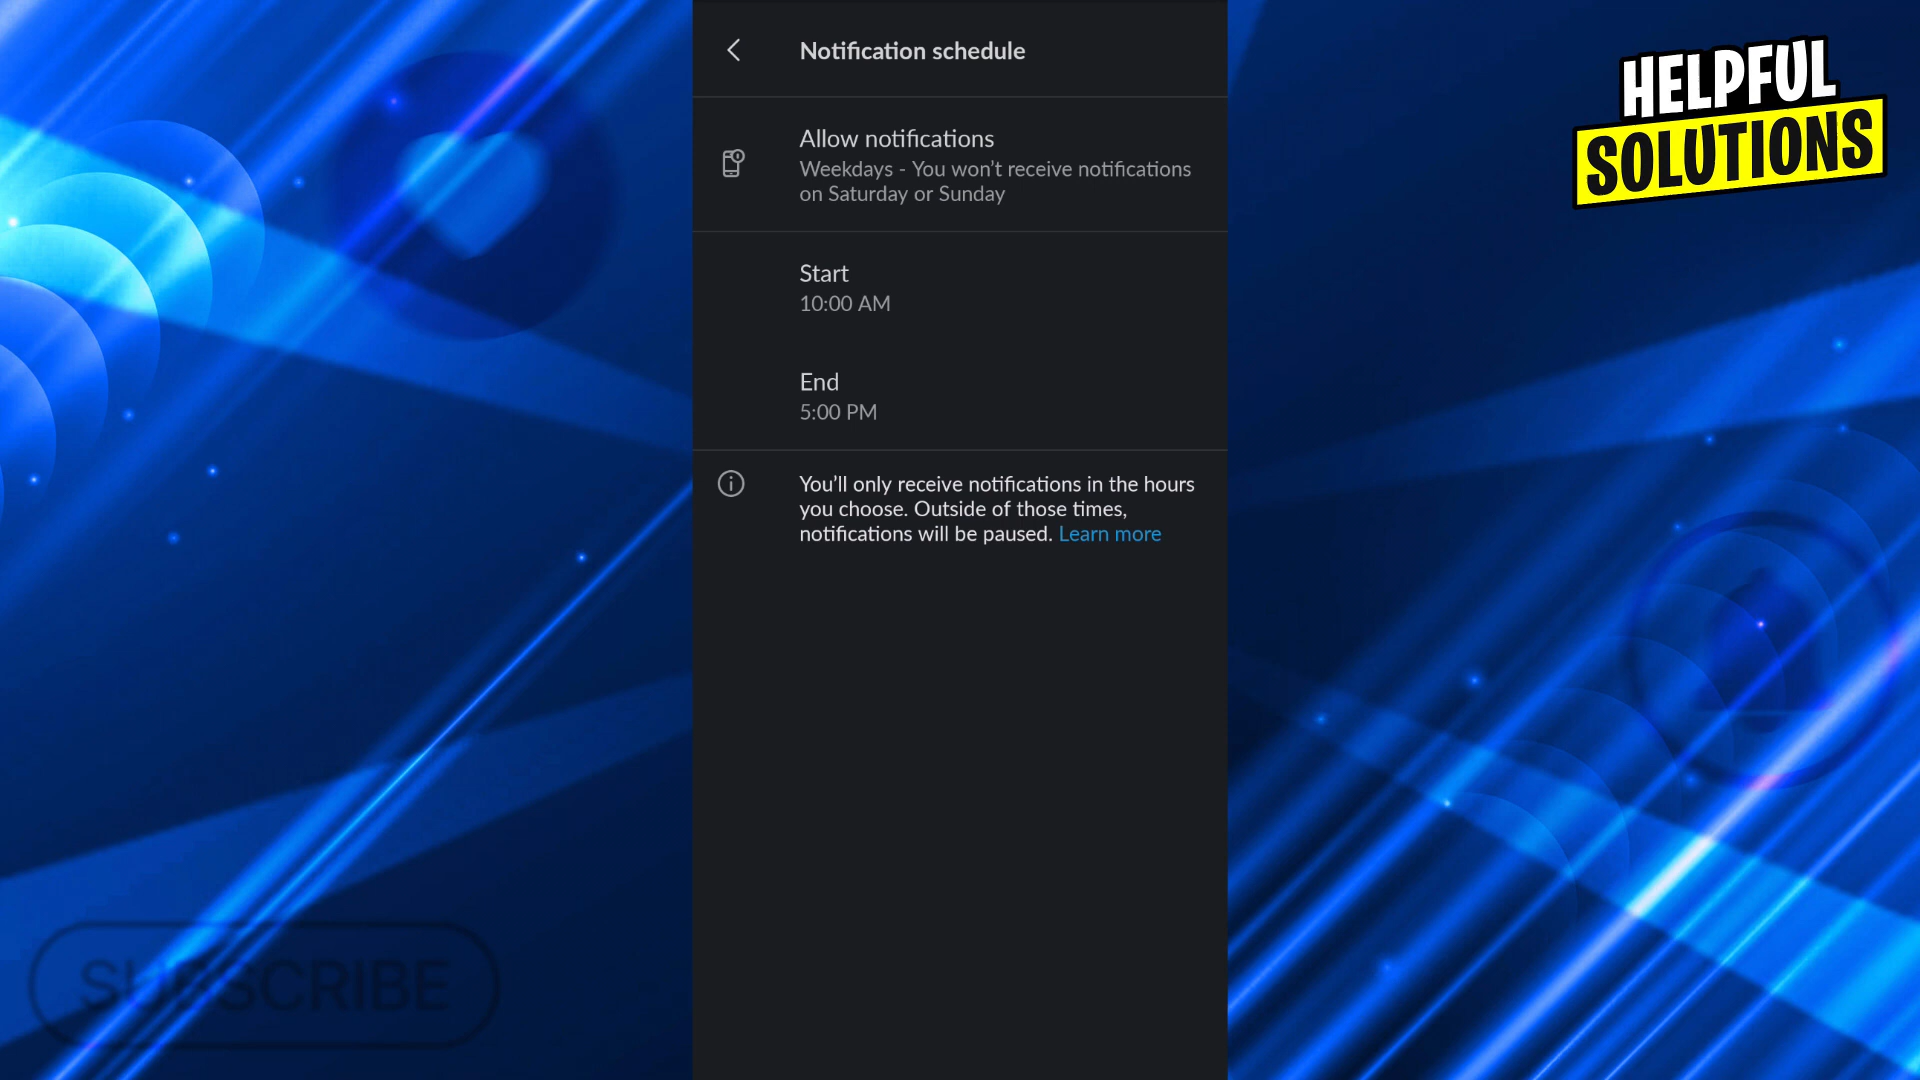 Notification schedule
HELPFUL
SOLUTIONS
Allow notifications
Weekdays - You won't receive notifications
on Saturday or Sunday
Start
10:00 AM
End
5:00 PM
You'll only receive notifications in the hours
you choose. Outside of those times,
notifications will be paused. Learn more
SUBSCRIBE